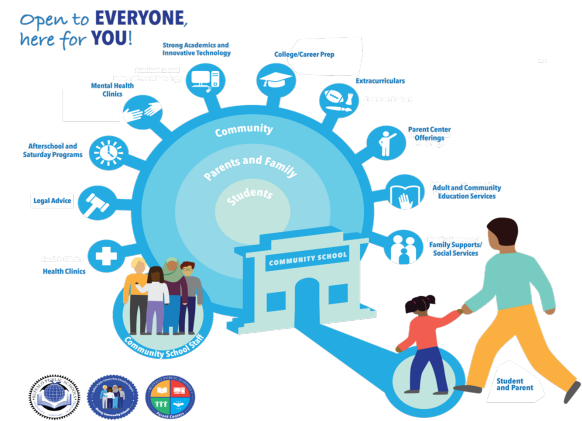 Open to EVERYONE,
here for YOU!
Strong Academics and
Innovative Technology
College/Career Prep
Mental Health
Clinics
Extracurriculars
Community
Parent Center
Offerings
Afterschool and
Saturday Programs
Parents and Family
Students
Adult and Community
Education Services
Legal Advice
COMMUNITY SCHOOL
Family Supports/
Social Services
Health Clinics
Community School Staff
Student
and Parent